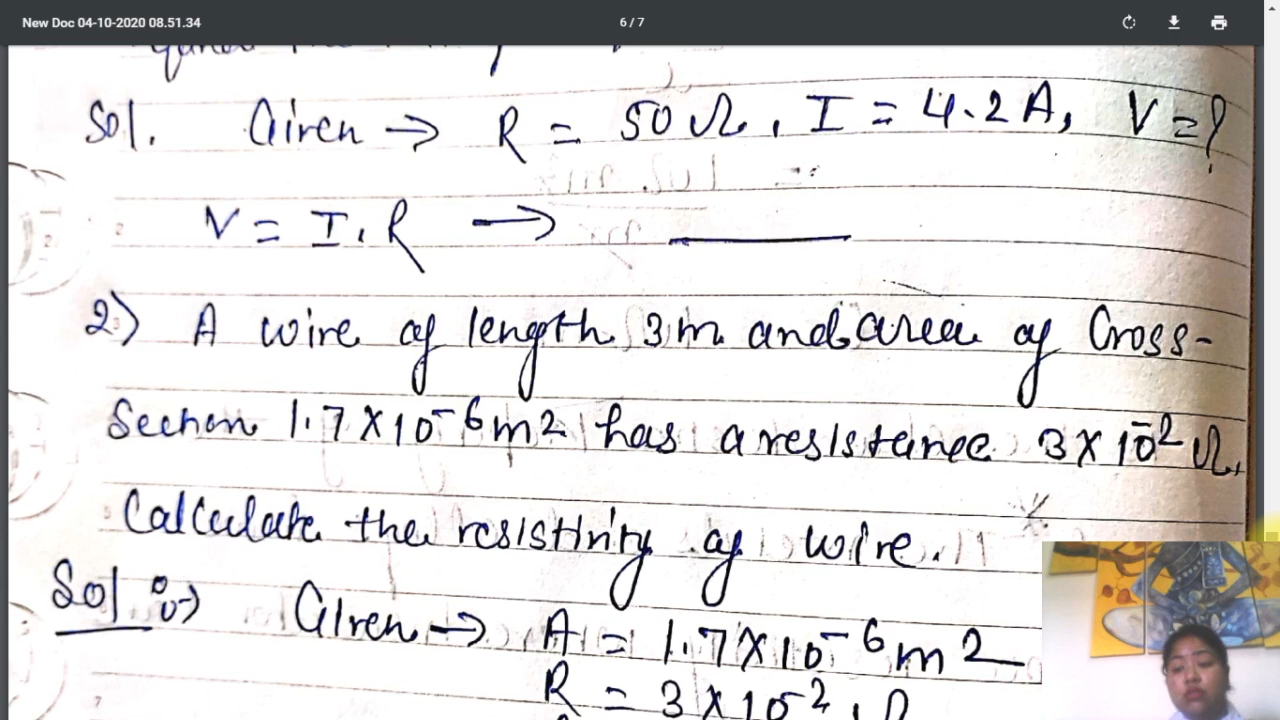 New Doc 04-10-2020 08.51.34
6 / 7
Sol. Given → R = 50 Ω, I = 4.2 A, V = ?
V = I.R → ______
2) A wire of length 3m and area of Cross-
Section 1.7 × 10⁻⁶ m2 has a resistance 3 × 10⁻² Ω.
Calculate the resistivity of wire.
Sol :-> Given → A = 1.7 × 10⁻⁶ m2
R = 3 × 10⁻² Ω